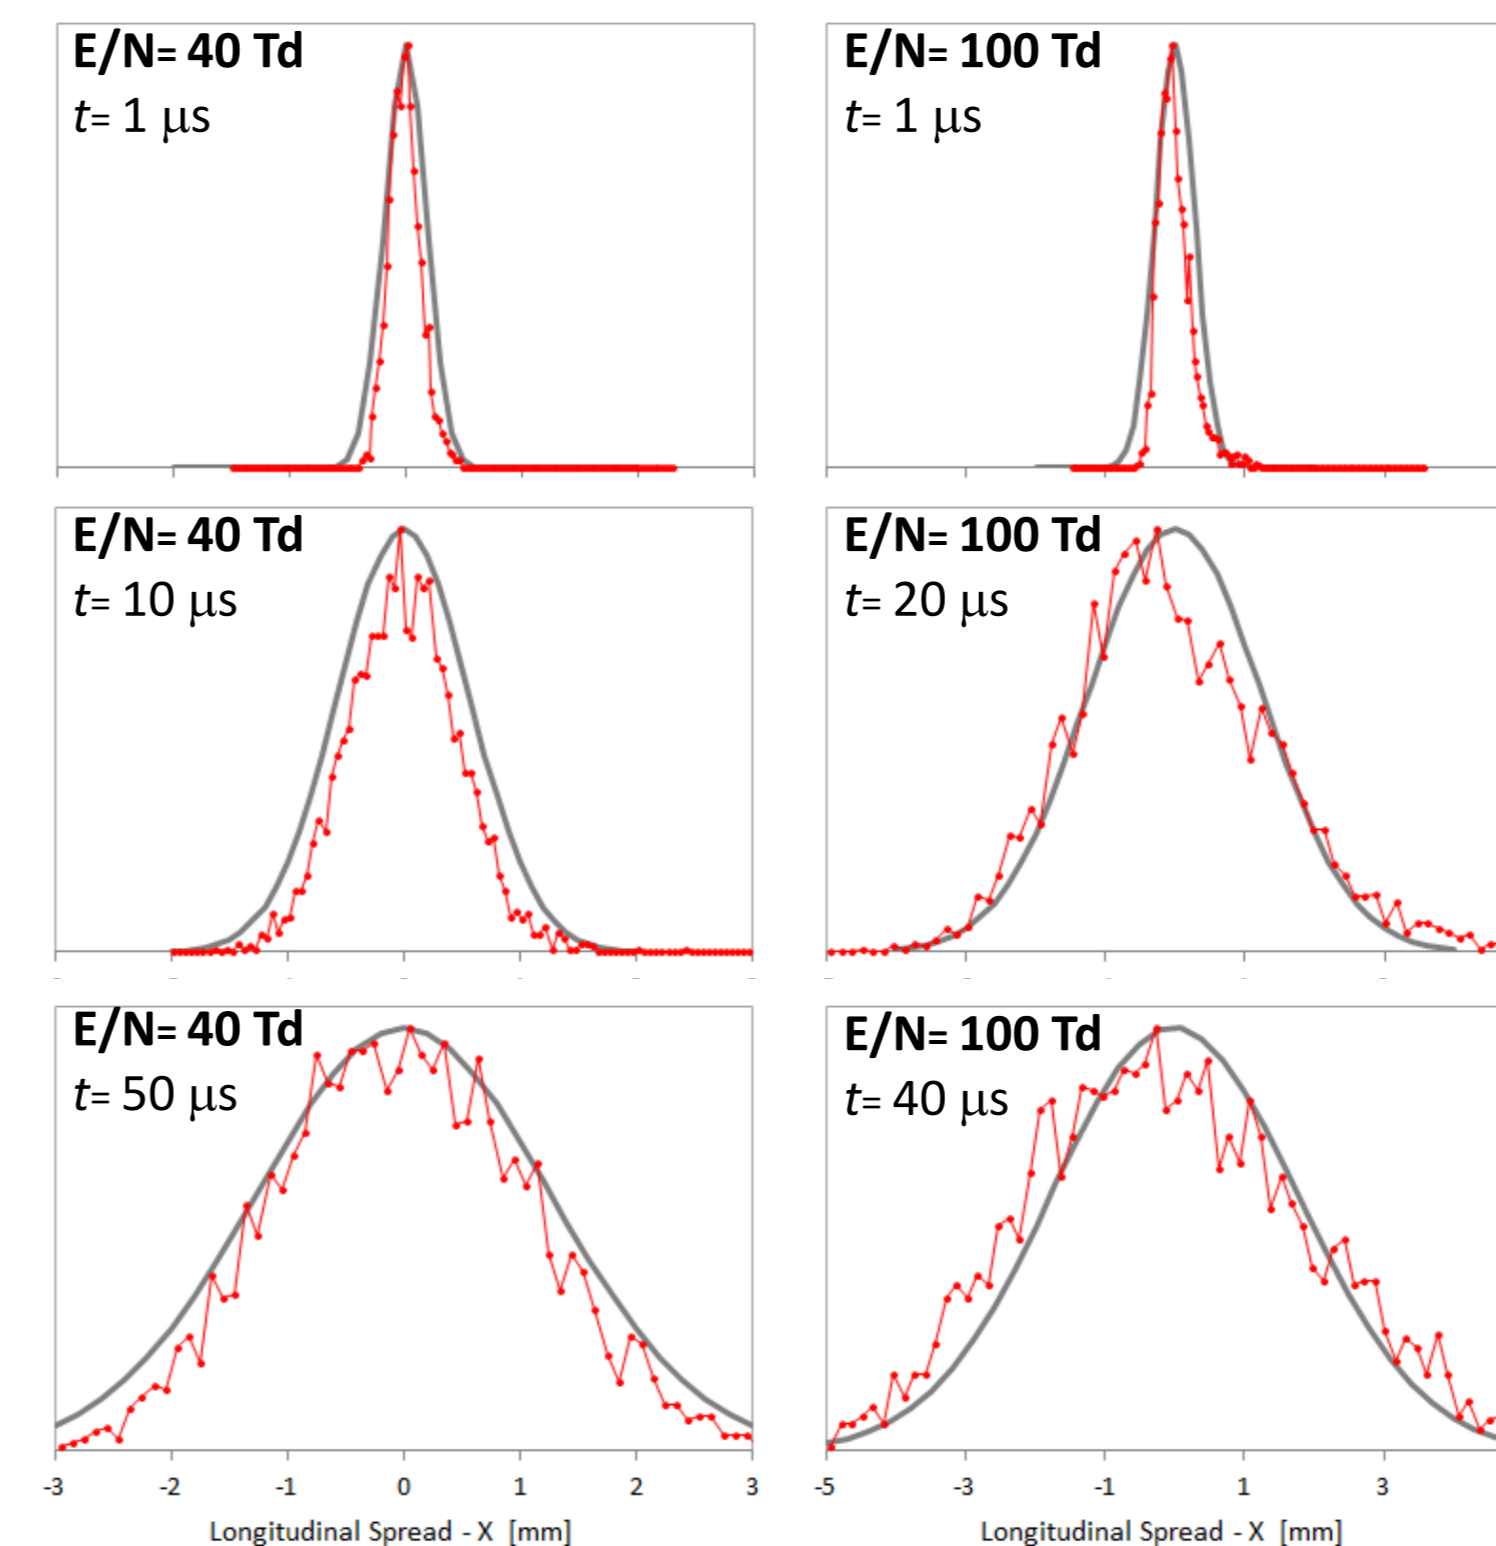 E/N= 40 Td
t= 1 μs
E/N= 100 Td
t= 1 μs
E/N= 40 Td
t= 10 μs
E/N= 100 Td
t= 20 μs
E/N= 40 Td
t= 50 μs
E/N= 100 Td
t= 40 μs
-3 -2 -1 0 1 2 3
-5 -3 -1 1 3
Longitudinal Spread - X [mm]
Longitudinal Spread - X [mm]